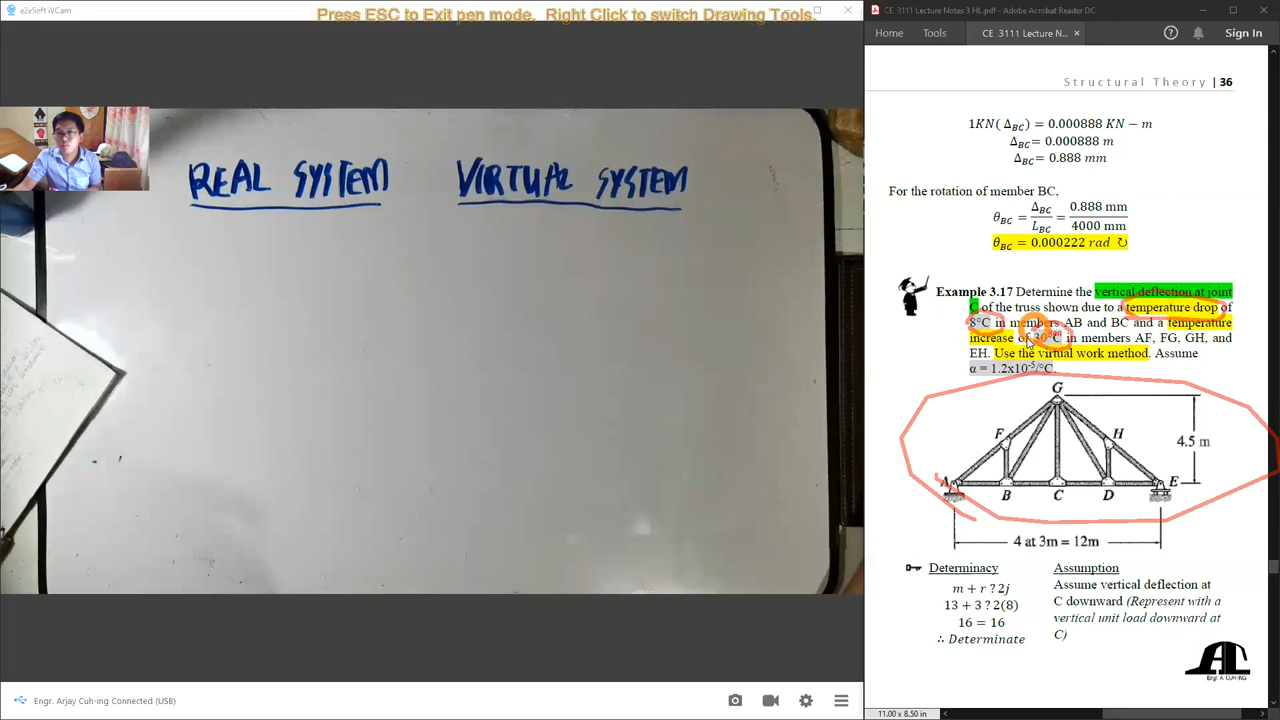 e2eSoft iVCam
Press ESC to Exit pen mode. Right Click to switch Drawing Tools.
CE 3111 Lecture Notes 3 HL.pdf - Adobe Acrobat Reader DC
Home Tools CE 3111 Lecture N... × Sign In
REAL SYSTEM VIRTUAL SYSTEM
Structural Theory | 36
1KN( Δ_BC) = 0.000888 KN − m
Δ_BC = 0.000888 m
Δ_BC = 0.888 mm
For the rotation of member BC,
θ_BC = Δ_BC / L_BC = 0.888 mm / 4000 mm
θ_BC = 0.000222 rad ↻
Example 3.17 Determine the vertical deflection at joint
C of the truss shown due to a temperature drop of
8°C in members AB and BC and a temperature
increase of 30°C in members AF, FG, GH, and
EH. Use the virtual work method. Assume
α = 1.2x10⁻⁵/°C.
G
F H
4.5 m
A B C D E
4 at 3m = 12m
Determinacy
m + r ? 2j
13 + 3 ? 2(8)
16 = 16
∴ Determinate
Assumption
Assume vertical deflection at
C downward (Represent with a
vertical unit load downward at
C)
Engr. A. CUH-ING
Engr. Arjay Cuh-ing Connected (USB)
11.00 x 8.50 in